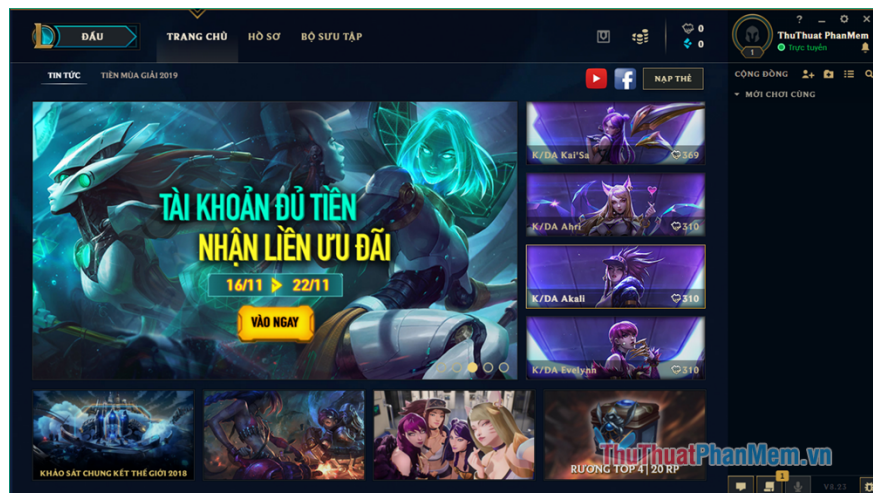 ĐẤU
TRANG CHỦ
HỒ SƠ
BỘ SƯU TẬP
0
0
?
ThuThuat PhanMem
Trực tuyến
1
TIN TỨC
TIỀN MÙA GIẢI 2019
NẠP THẺ
CỘNG ĐỒNG
MỚI CHƠI CÙNG
TÀI KHOẢN ĐỦ TIỀN
NHẬN LIỀN ƯU ĐÃI
16/11 > 22/11
VÀO NGAY
K/DA Kai'Sa 369
K/DA Ahri 310
K/DA Akali 310
K/DA Evelynn 310
KHẢO SÁT CHUNG KẾT THẾ GIỚI 2018
RƯƠNG TOP 4 | 20 RP
ThuThuatPhanMem.vn
1
V8.23